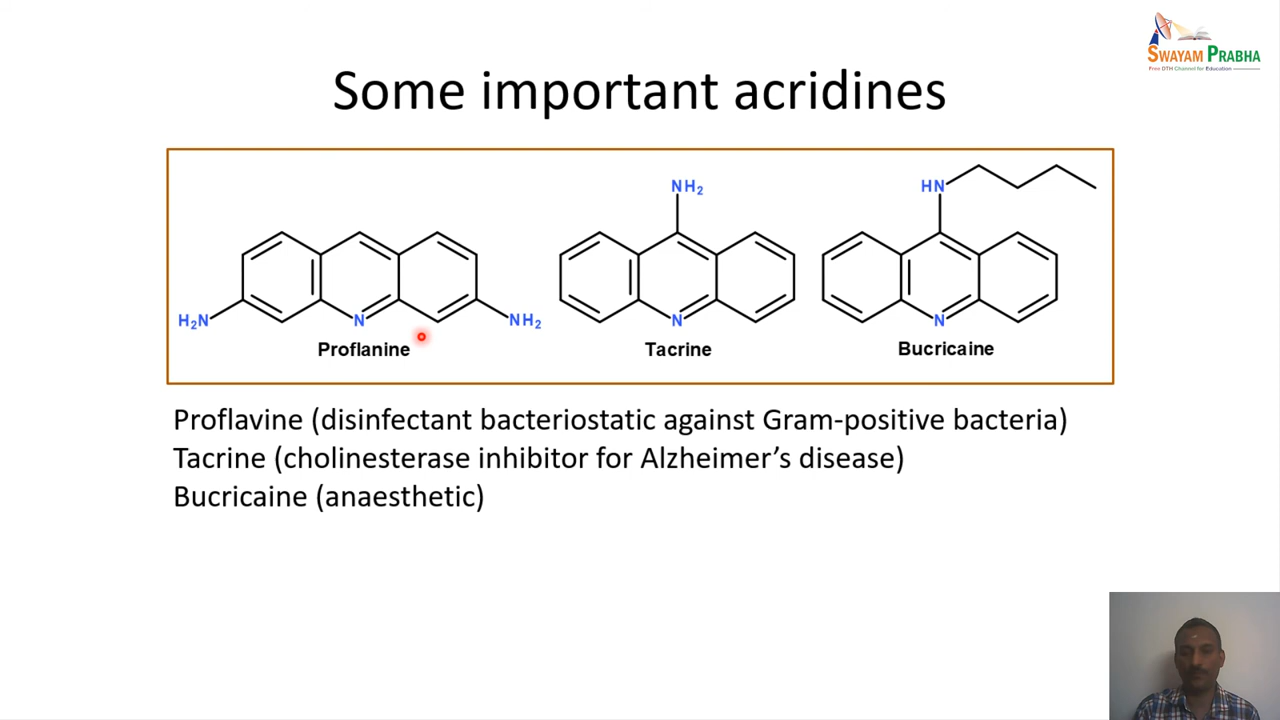 SWAYAM PRABHA
Free DTH Channel for Education
Some important acridines
NH₂
HN
H₂N
N
NH₂
N
N
Proflanine
Tacrine
Bucricaine
Proflavine (disinfectant bacteriostatic against Gram-positive bacteria)
Tacrine (cholinesterase inhibitor for Alzheimer’s disease)
Bucricaine (anaesthetic)